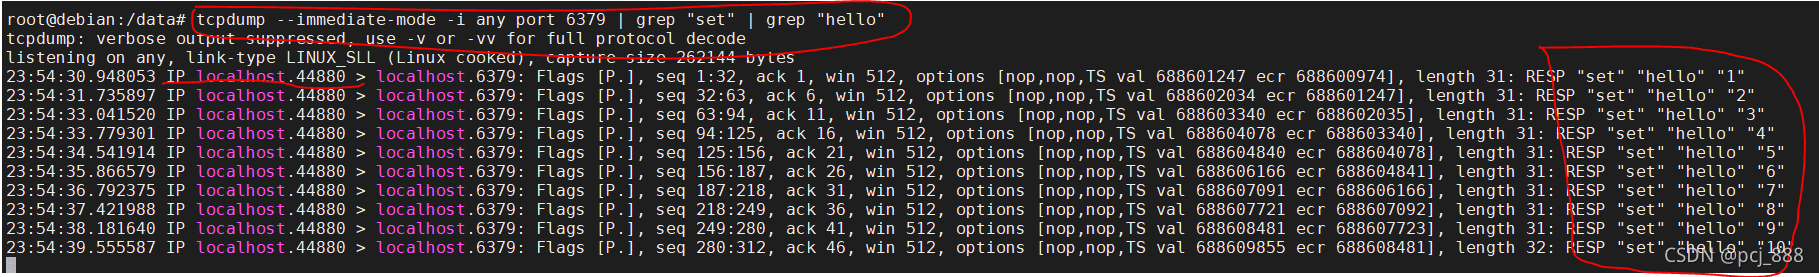 root@debian:/data# tcpdump --immediate-mode -i any port 6379 | grep "set" | grep "hello"
tcpdump: verbose output suppressed, use -v or -vv for full protocol decode
listening on any, link-type LINUX_SLL (Linux cooked), capture size 262144 bytes
23:54:30.948053 IP localhost.44880 > localhost.6379: Flags [P.], seq 1:32, ack 1, win 512, options [nop,nop,TS val 688601247 ecr 688600974], length 31: RESP "set" "hello" "1"
23:54:31.735897 IP localhost.44880 > localhost.6379: Flags [P.], seq 32:63, ack 6, win 512, options [nop,nop,TS val 688602034 ecr 688601247], length 31: RESP "set" "hello" "2"
23:54:33.041520 IP localhost.44880 > localhost.6379: Flags [P.], seq 63:94, ack 11, win 512, options [nop,nop,TS val 688603340 ecr 688602035], length 31: RESP "set" "hello" "3"
23:54:33.779301 IP localhost.44880 > localhost.6379: Flags [P.], seq 94:125, ack 16, win 512, options [nop,nop,TS val 688604078 ecr 688603340], length 31: RESP "set" "hello" "4"
23:54:34.541914 IP localhost.44880 > localhost.6379: Flags [P.], seq 125:156, ack 21, win 512, options [nop,nop,TS val 688604840 ecr 688604078], length 31: RESP "set" "hello" "5"
23:54:35.866579 IP localhost.44880 > localhost.6379: Flags [P.], seq 156:187, ack 26, win 512, options [nop,nop,TS val 688606166 ecr 688604841], length 31: RESP "set" "hello" "6"
23:54:36.792375 IP localhost.44880 > localhost.6379: Flags [P.], seq 187:218, ack 31, win 512, options [nop,nop,TS val 688607091 ecr 688606166], length 31: RESP "set" "hello" "7"
23:54:37.421988 IP localhost.44880 > localhost.6379: Flags [P.], seq 218:249, ack 36, win 512, options [nop,nop,TS val 688607721 ecr 688607092], length 31: RESP "set" "hello" "8"
23:54:38.181640 IP localhost.44880 > localhost.6379: Flags [P.], seq 249:280, ack 41, win 512, options [nop,nop,TS val 688608481 ecr 688607723], length 31: RESP "set" "hello" "9"
23:54:39.555587 IP localhost.44880 > localhost.6379: Flags [P.], seq 280:312, ack 46, win 512, options [nop,nop,TS val 688609855 ecr 688608481], length 32: RESP "set" "hello" "10"
CSDN @pcj_888